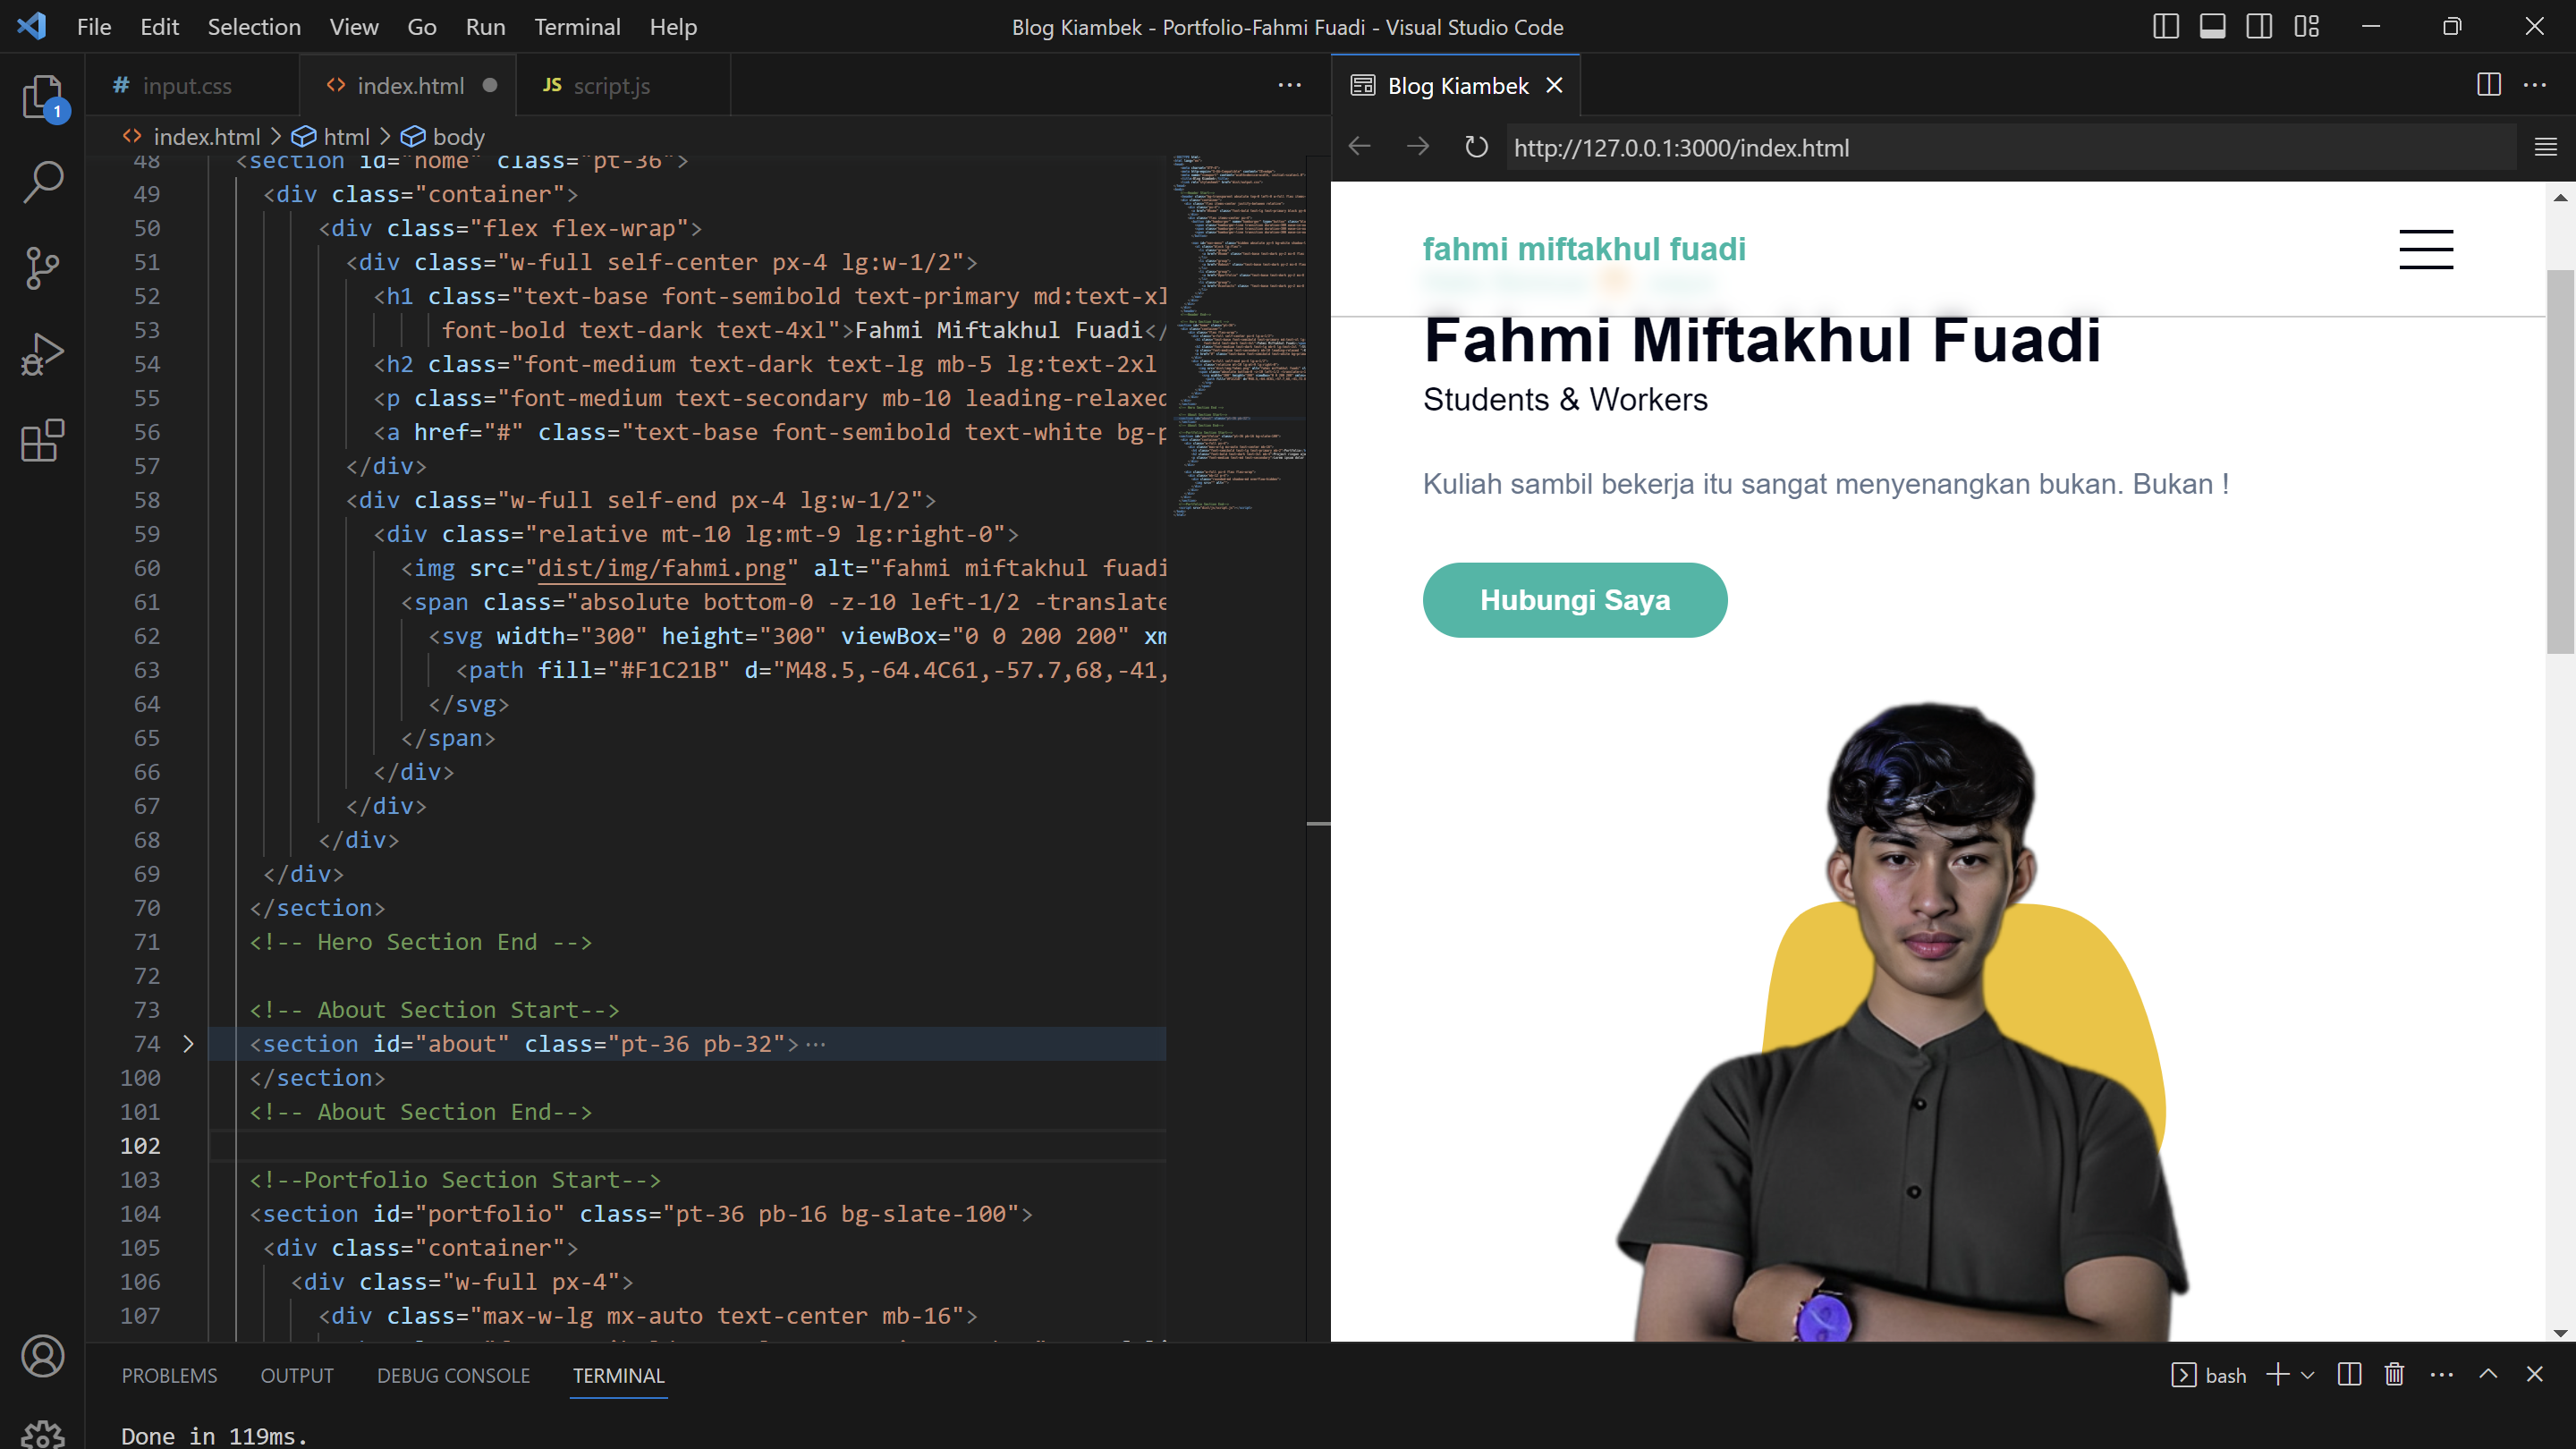 File Edit Selection View Go Run Terminal Help
Blog Kiambek - Portfolio-Fahmi Fuadi - Visual Studio Code
# input.css
<> index.html
JS script.js
Blog Kiambek
1
index.html > html > body
http://127.0.0.1:3000/index.html
48 <section id="home" class="pt-36">
49 <div class="container">
50 <div class="flex flex-wrap">
51 <div class="w-full self-center px-4 lg:w-1/2">
52 <h1 class="text-base font-semibold text-primary md:text-xl
53 font-bold text-dark text-4xl">Fahmi Miftakhul Fuadi</
54 <h2 class="font-medium text-dark text-lg mb-5 lg:text-2xl
55 <p class="font-medium text-secondary mb-10 leading-relaxed
56 <a href="#" class="text-base font-semibold text-white bg-p
57 </div>
58 <div class="w-full self-end px-4 lg:w-1/2">
59 <div class="relative mt-10 lg:mt-9 lg:right-0">
60 <img src="dist/img/fahmi.png" alt="fahmi miftakhul fuadi
61 <span class="absolute bottom-0 -z-10 left-1/2 -translate
62 <svg width="300" height="300" viewBox="0 0 200 200" xm
63 <path fill="#F1C21B" d="M48.5,-64.4C61,-57.7,68,-41,
64 </svg>
65 </span>
66 </div>
67 </div>
68 </div>
69 </div>
70 </section>
71 <!-- Hero Section End -->
72
73 <!-- About Section Start-->
74 <section id="about" class="pt-36 pb-32">···
100 </section>
101 <!-- About Section End-->
102
103 <!--Portfolio Section Start-->
104 <section id="portfolio" class="pt-36 pb-16 bg-slate-100">
105 <div class="container">
106 <div class="w-full px-4">
107 <div class="max-w-lg mx-auto text-center mb-16">
fahmi miftakhul fuadi
Fahmi Miftakhul Fuadi
Students & Workers
Kuliah sambil bekerja itu sangat menyenangkan bukan. Bukan !
Hubungi Saya
PROBLEMS OUTPUT DEBUG CONSOLE TERMINAL
bash
Done in 119ms.